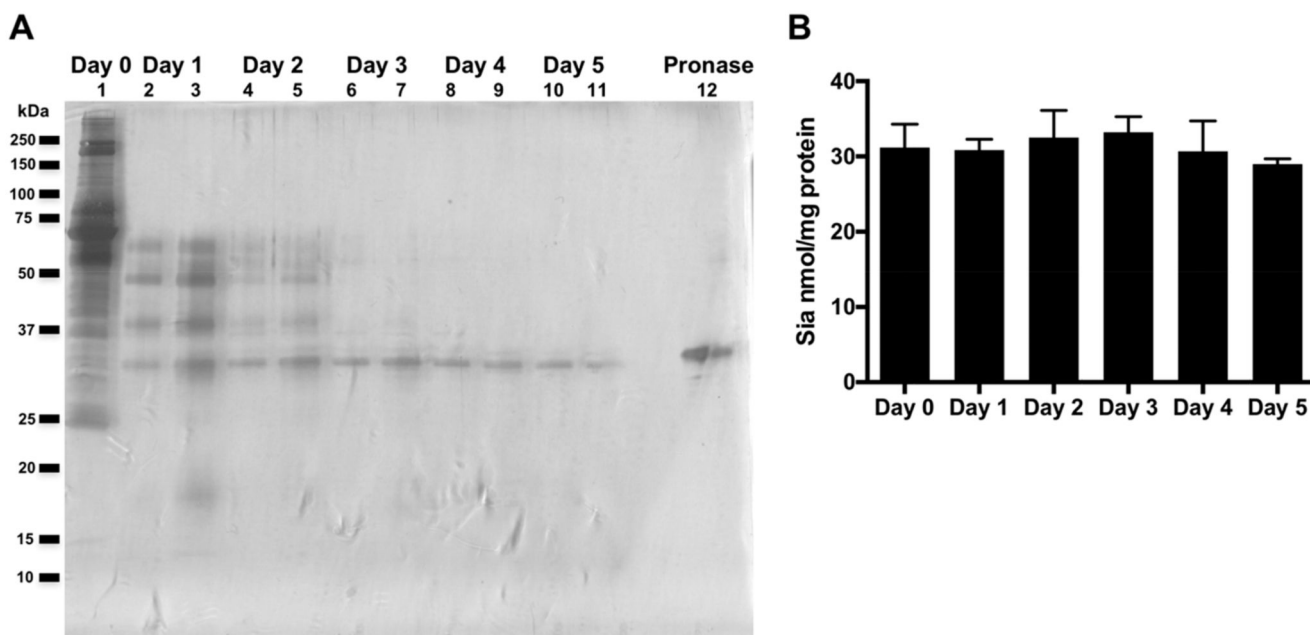 A
Day 0 Day 1 Day 2 Day 3 Day 4 Day 5 Pronase
1 2 3 4 5 6 7 8 9 10 11 12
kDa
250
150
100
75
50
37
25
20
15
10
B
Sia nmol/mg protein
40
30
20
10
0
Day 0 Day 1 Day 2 Day 3 Day 4 Day 5